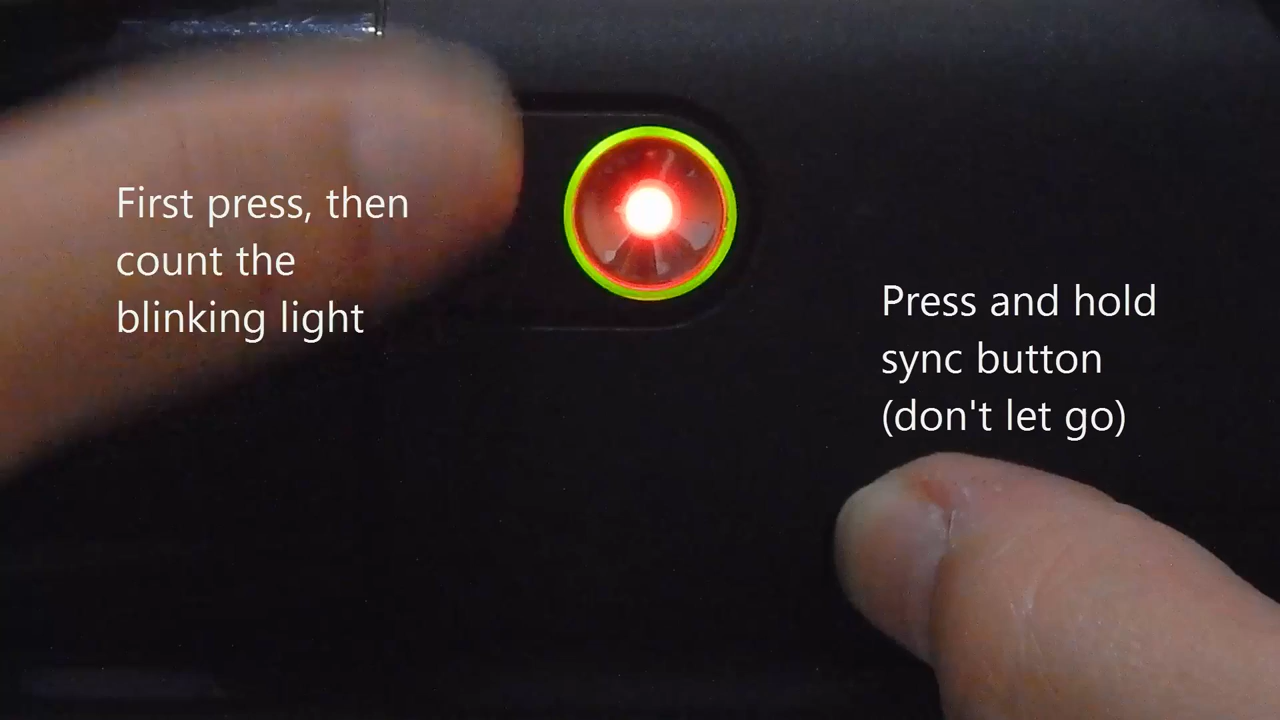 First press, then
count the
blinking light
Press and hold
sync button
(don't let go)